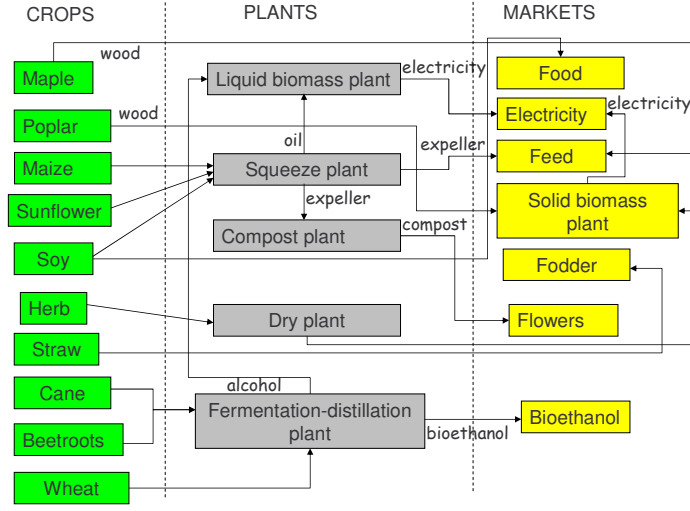 CROPS
PLANTS
MARKETS
wood
Maple
Liquid biomass plant
electricity
Food
Poplar
wood
Electricity
electricity
oil
Maize
Squeeze plant
expeller
Feed
Sunflower
expeller
Solid biomass
plant
Compost plant
compost
Soy
Fodder
Herb
Dry plant
Flowers
Straw
Cane
alcohol
Fermentation-distillation
plant
bioethanol
Bioethanol
Beetroots
Wheat